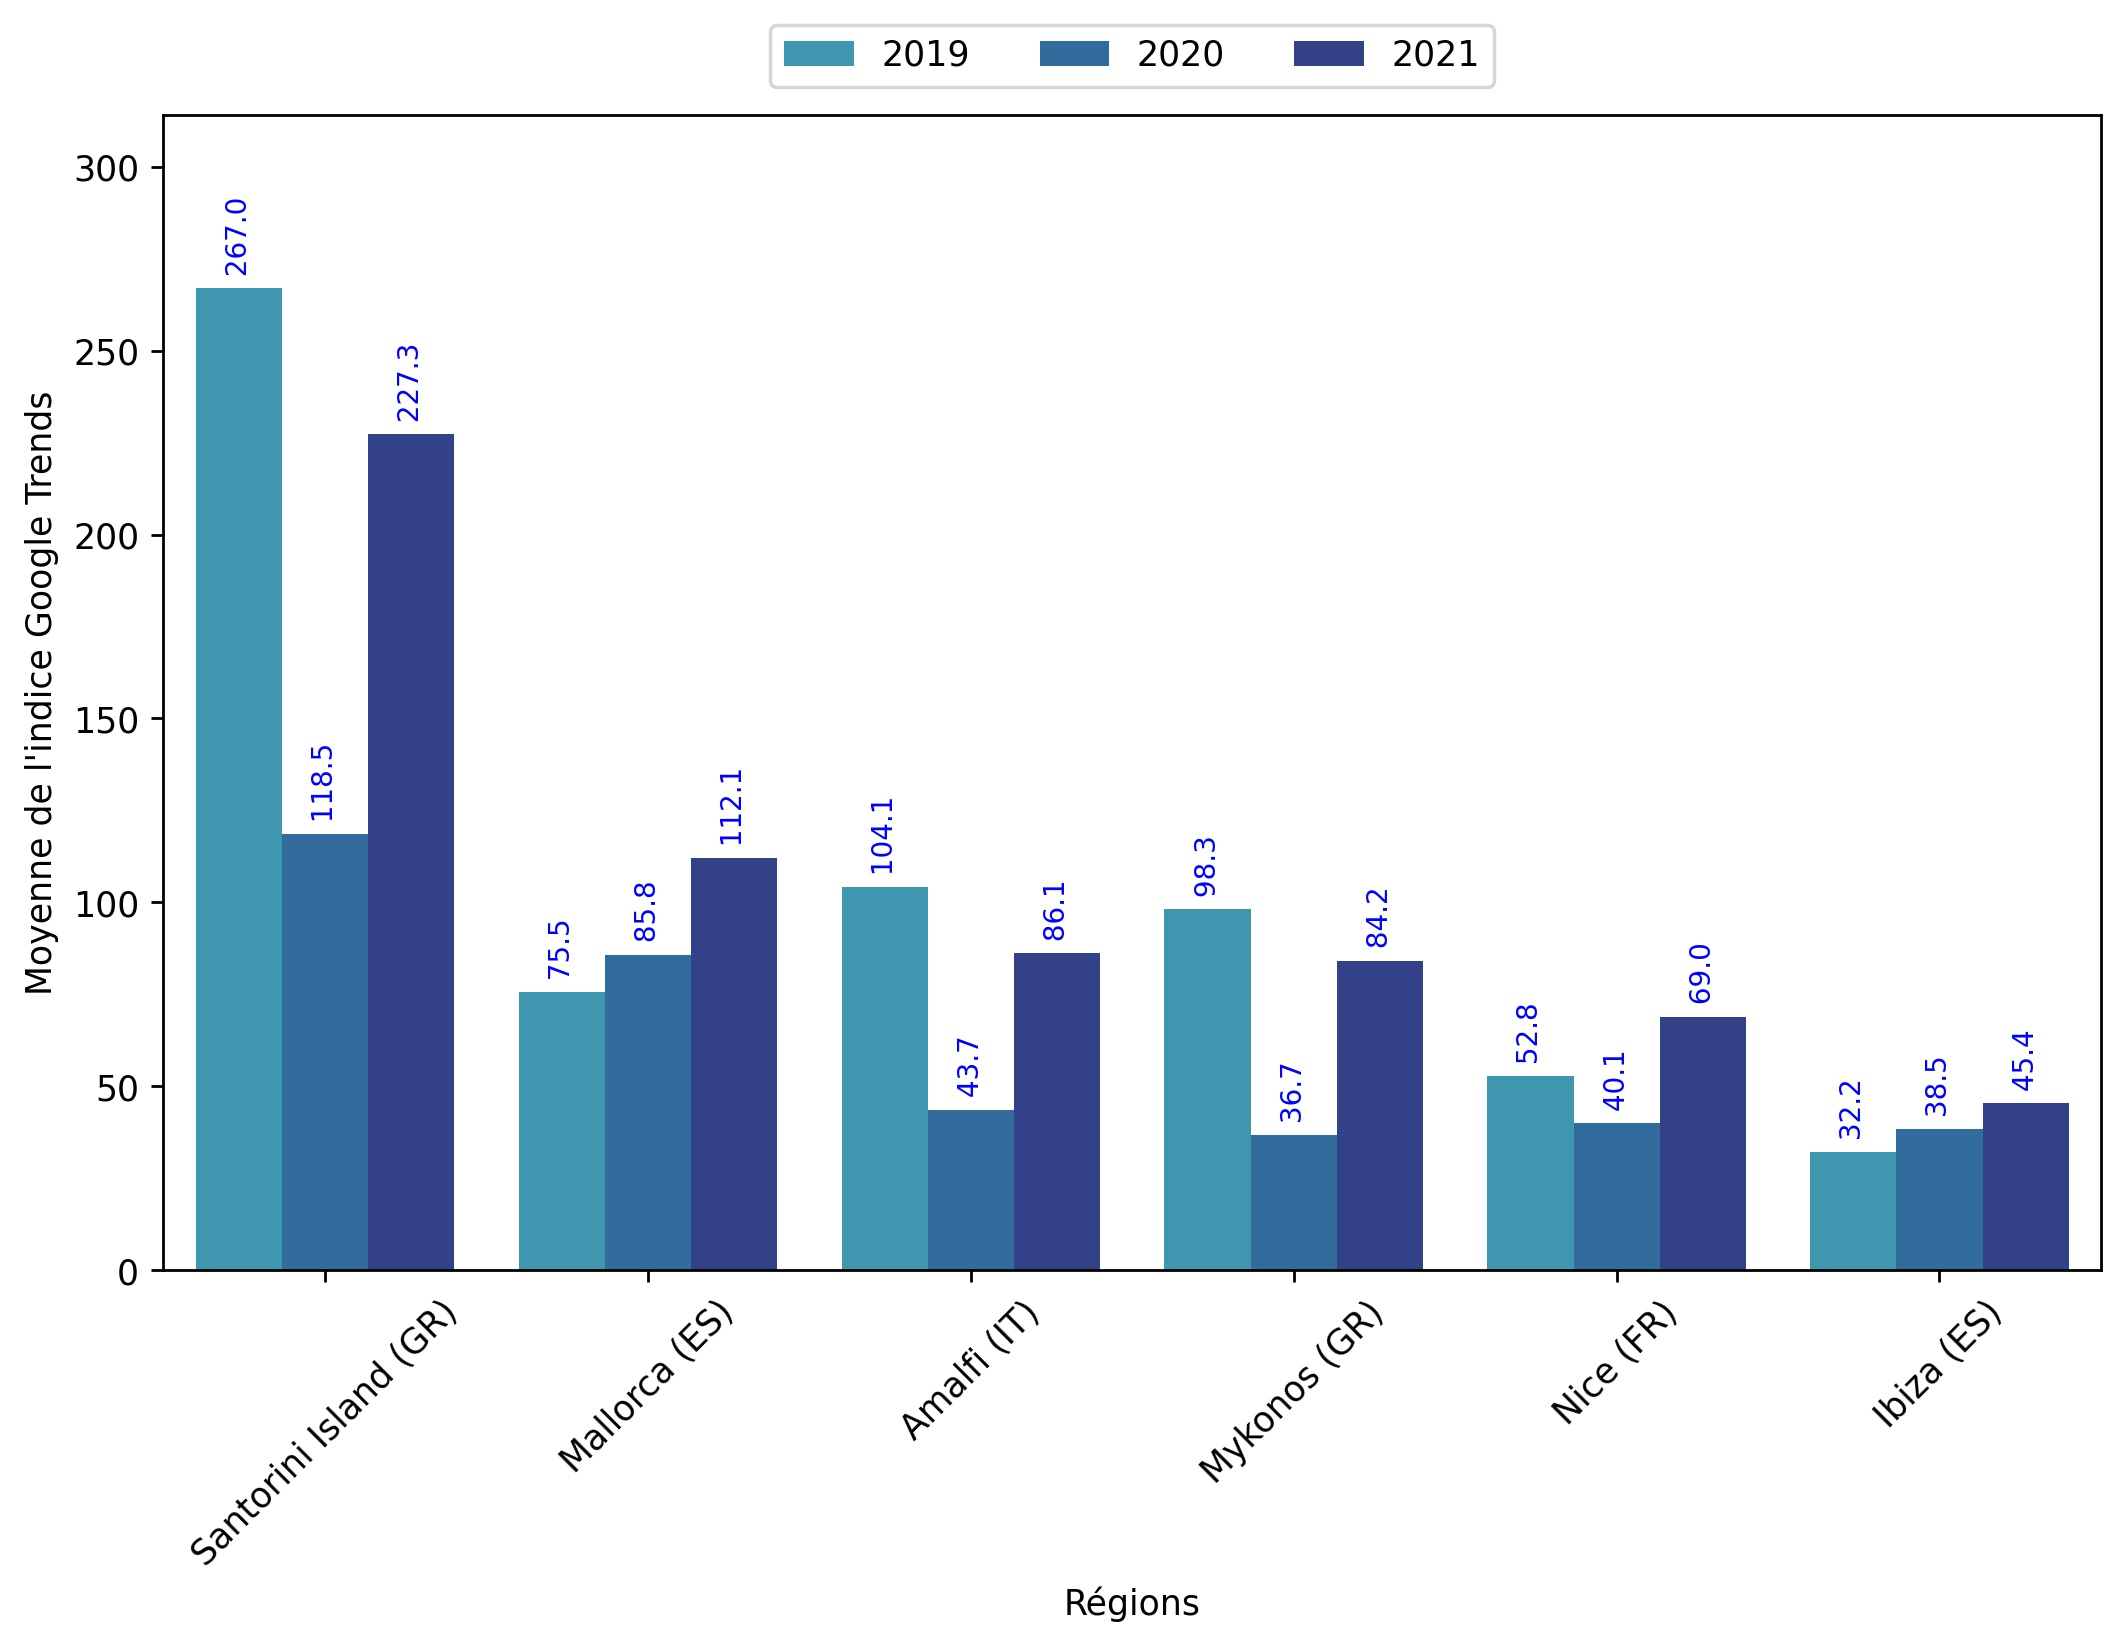 2019 2020 2021
Moyenne de l'indice Google Trends
300
250
200
150
100
50
0
267.0
118.5
227.3
75.5
85.8
112.1
104.1
43.7
86.1
98.3
36.7
84.2
52.8
40.1
69.0
32.2
38.5
45.4
Santorini Island (GR)
Mallorca (ES)
Amalfi (IT)
Mykonos (GR)
Nice (FR)
Ibiza (ES)
Régions